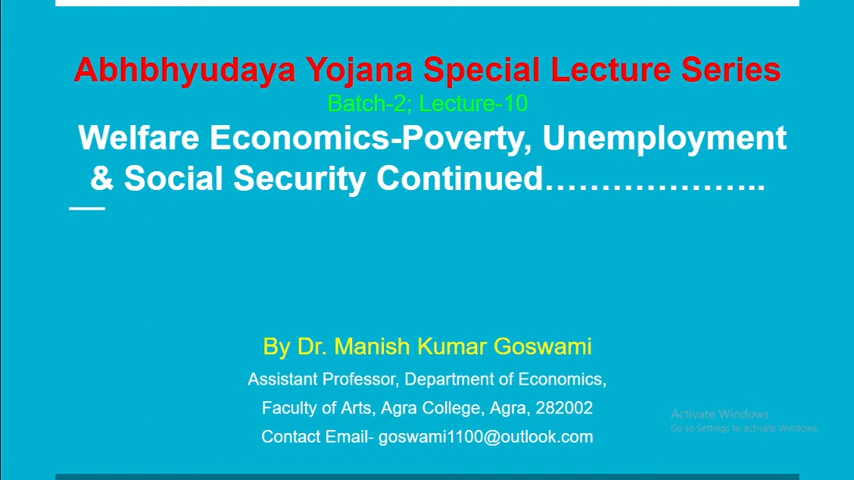 Abhbhyudaya Yojana Special Lecture Series
Batch-2; Lecture-10
Welfare Economics-Poverty, Unemployment
& Social Security Continued………………...
By Dr. Manish Kumar Goswami
Assistant Professor, Department of Economics,
Faculty of Arts, Agra College, Agra, 282002
Contact Email- goswami1100@outlook.com
Activate Windows
Go to Settings to activate Windows.